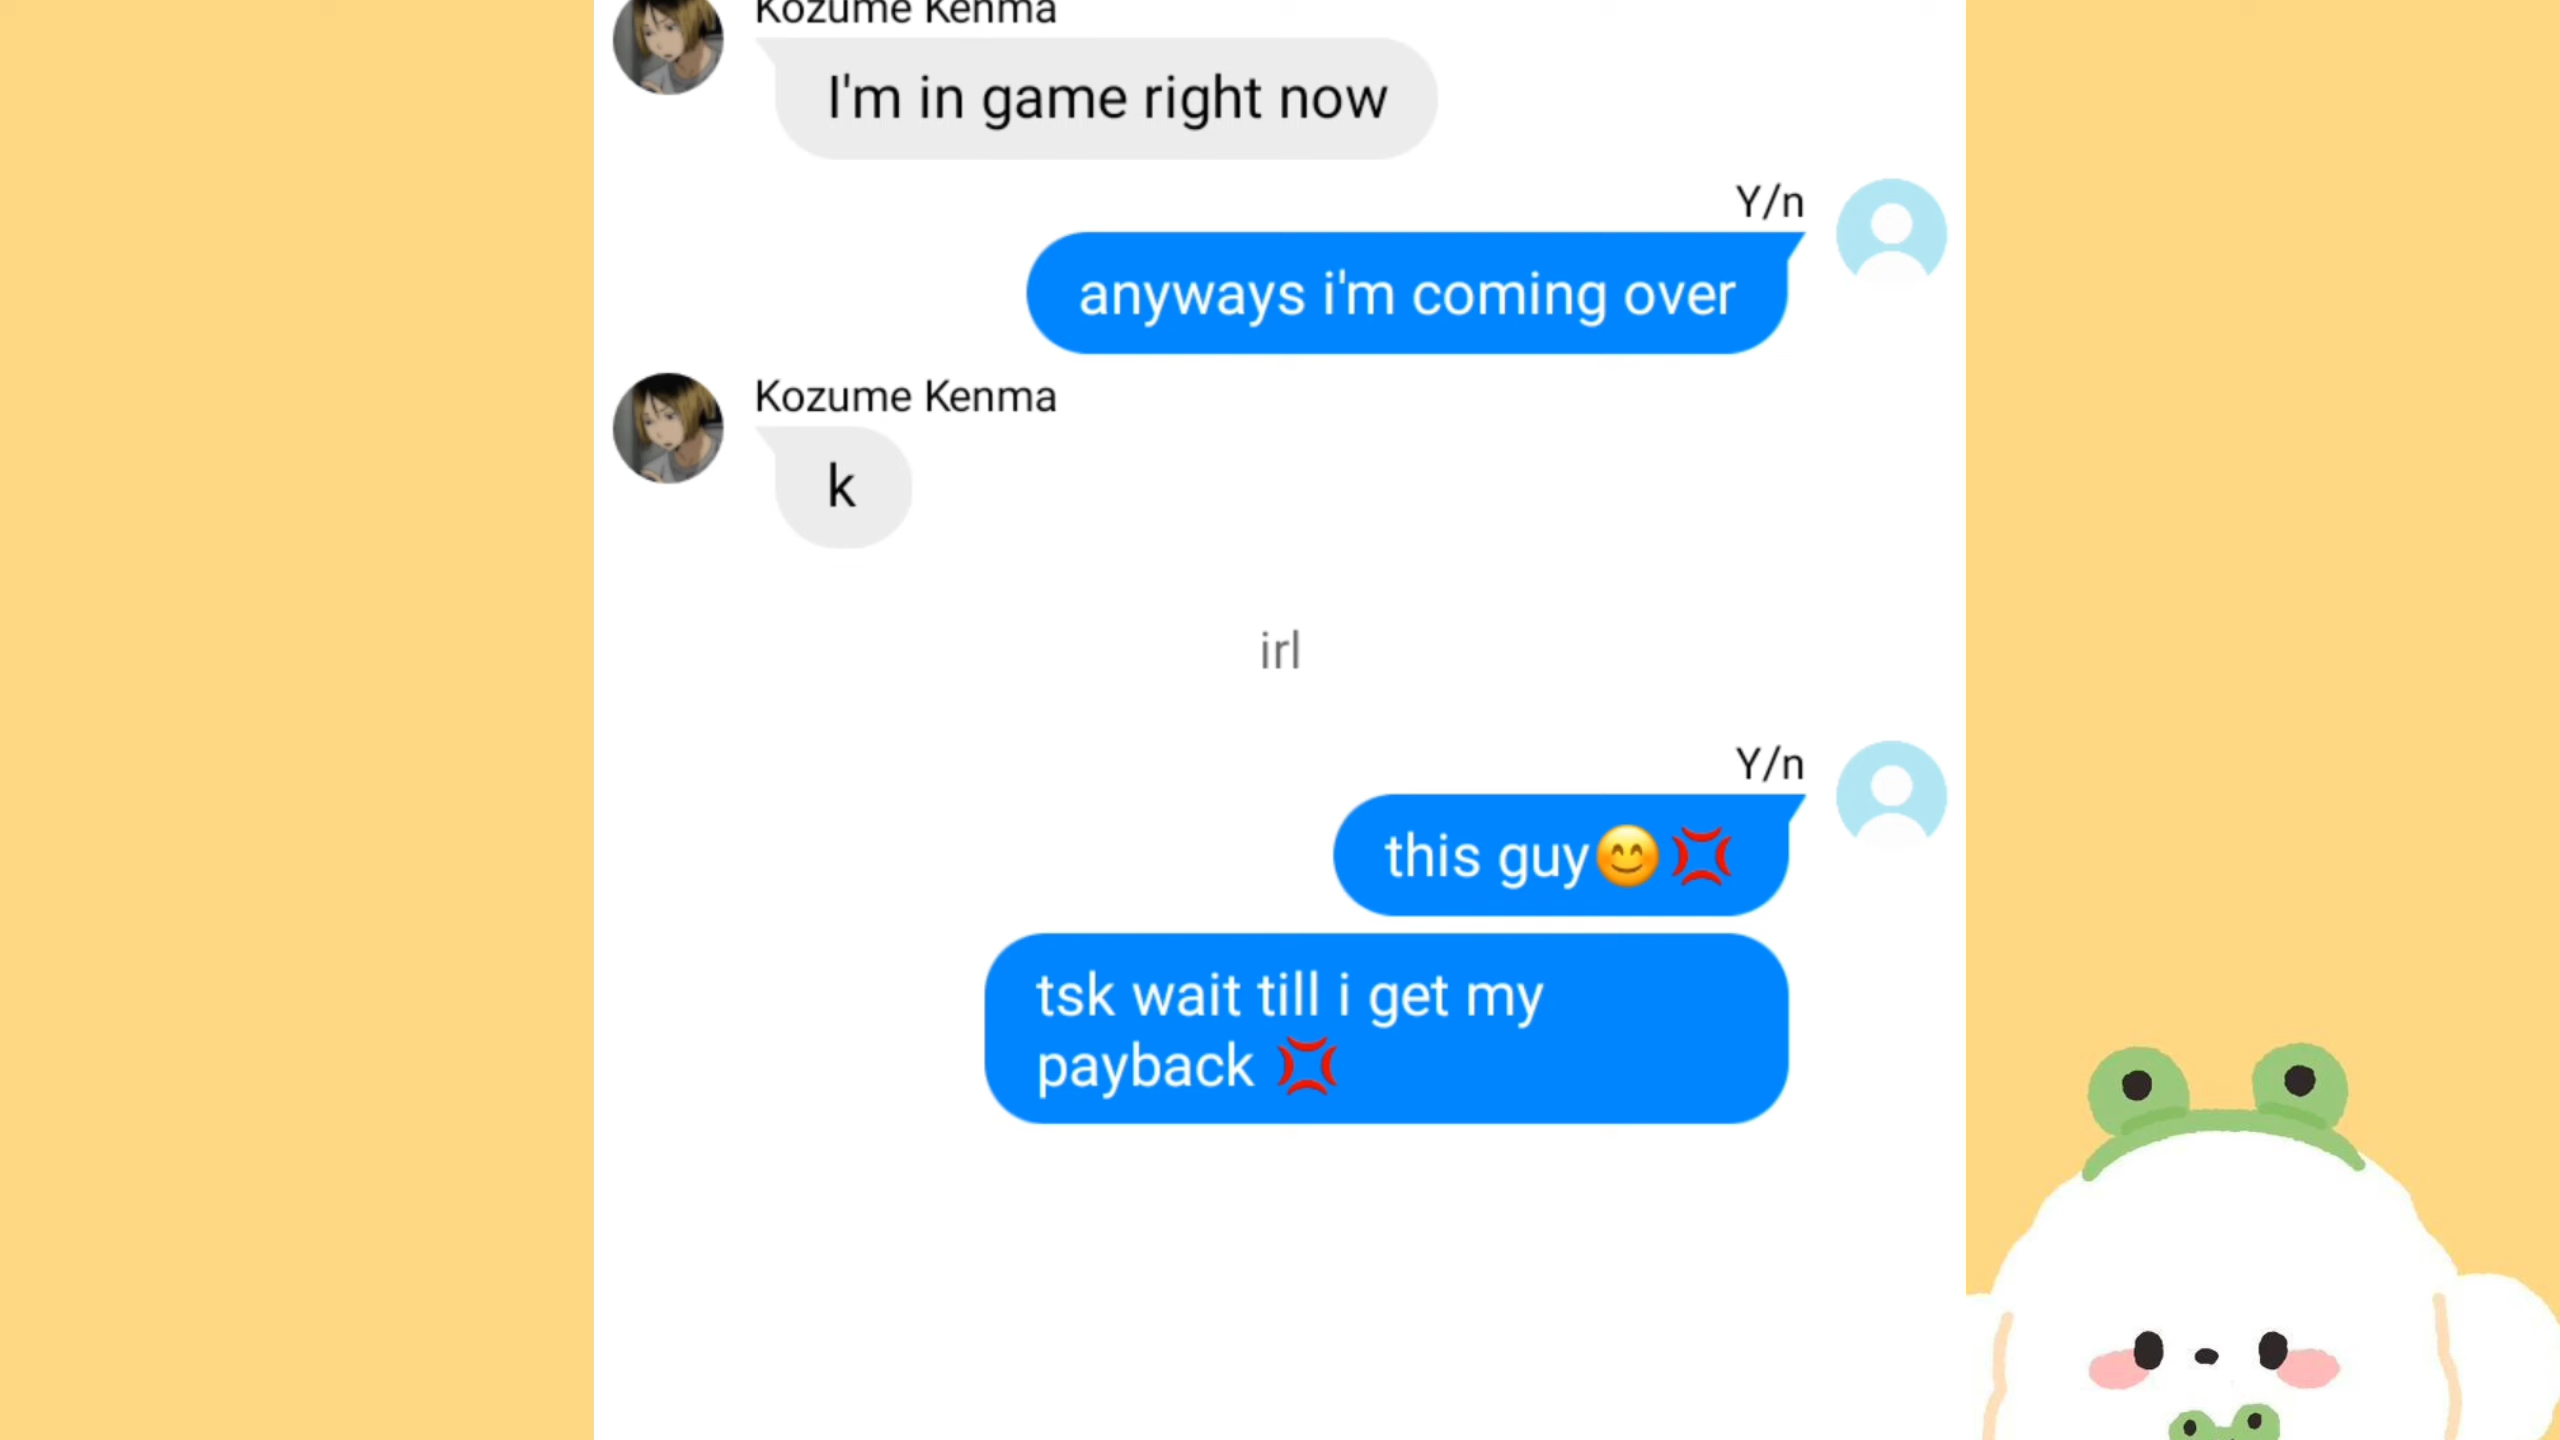 Kozume Kenma
I'm in game right now
Y/n
anyways i'm coming over
Kozume Kenma
k
irl
Y/n
this guy😊💢
tsk wait till i get my
payback 💢